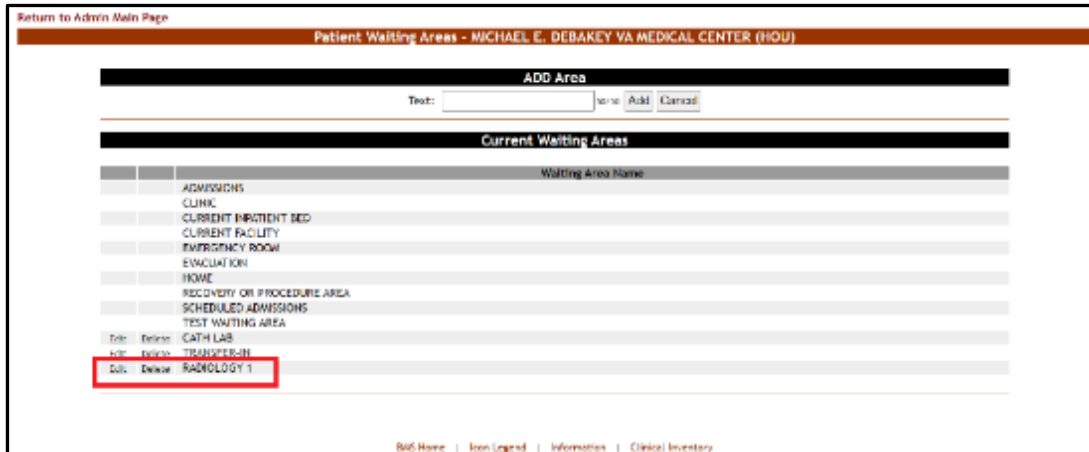 Return to Admin Main Page
Patient Waiting Areas - MICHAEL E. DEBAKEY VA MEDICAL CENTER (HOU)
ADD Area
Text: Add Cancel
Current Waiting Areas
Waiting Area Name
ADMISSIONS
CLINIC
CURRENT INPATIENT BED
CURRENT FACILITY
EMERGENCY ROOM
EVACUATION
HOME
RECOVERY OR PROCEDURE AREA
SCHEDULED ADMISSIONS
TEST WAITING AREA
Edit Delete CATH LAB
Edit Delete TRANSFER-IN
Edit Delete RADIOLOGY 1
BMS Home | Icon Legend | Information | Clinical Inventory